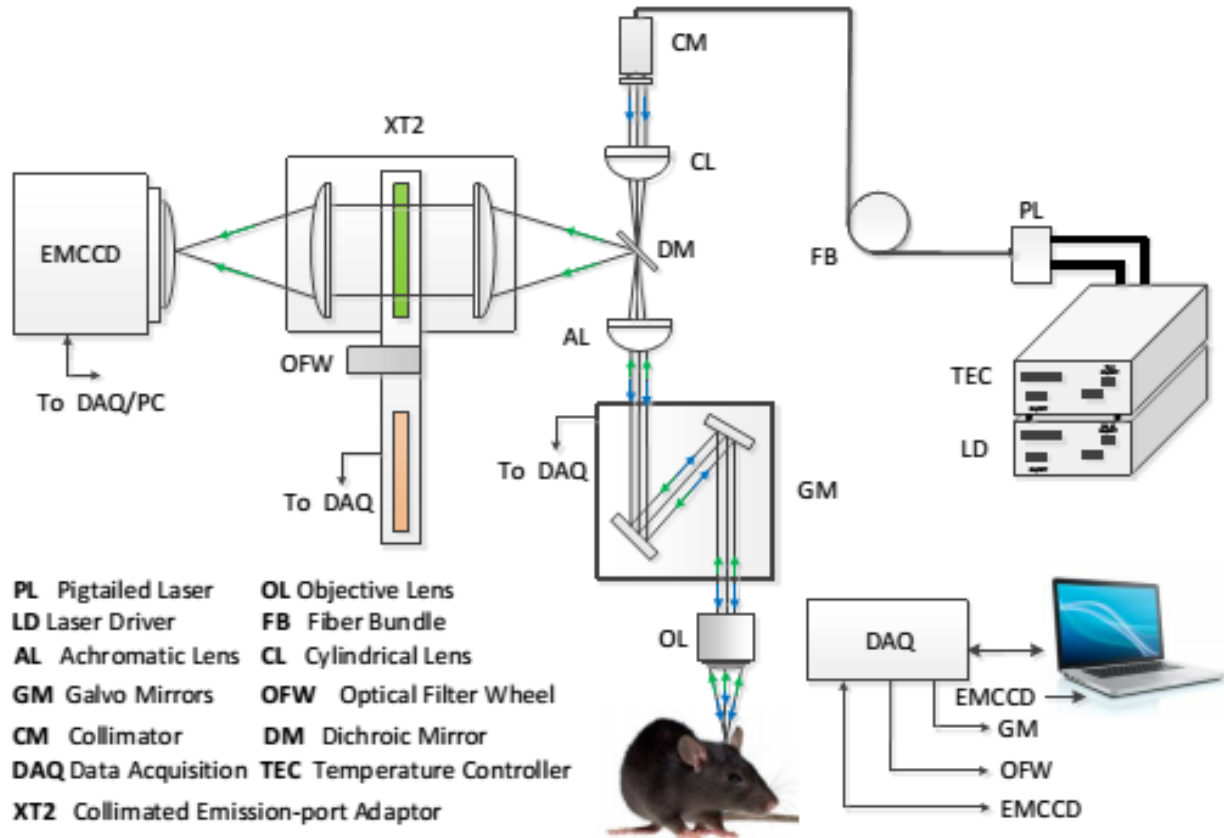 CM
XT2
CL
PL
EMCCD
DM
FB
AL
OFW
TEC
To DAQ/PC
LD
To DAQ
To DAQ
GM
PL Pigtailed Laser OL Objective Lens
LD Laser Driver FB Fiber Bundle
AL Achromatic Lens CL Cylindrical Lens
GM Galvo Mirrors OFW Optical Filter Wheel
CM Collimator DM Dichroic Mirror
DAQ Data Acquisition TEC Temperature Controller
XT2 Collimated Emission-port Adaptor
OL
DAQ
EMCCD
GM
OFW
EMCCD